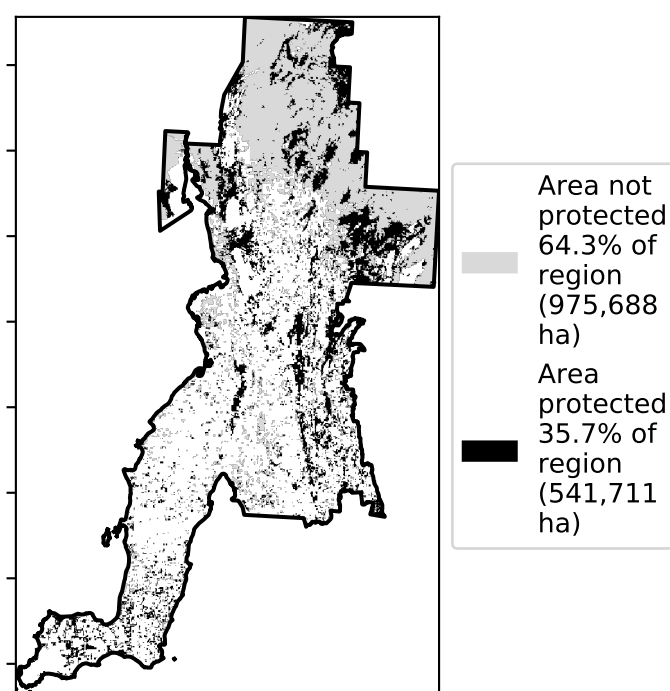 Area not
protected
64.3% of
region
(975,688
ha)
Area
protected
35.7% of
region
(541,711
ha)